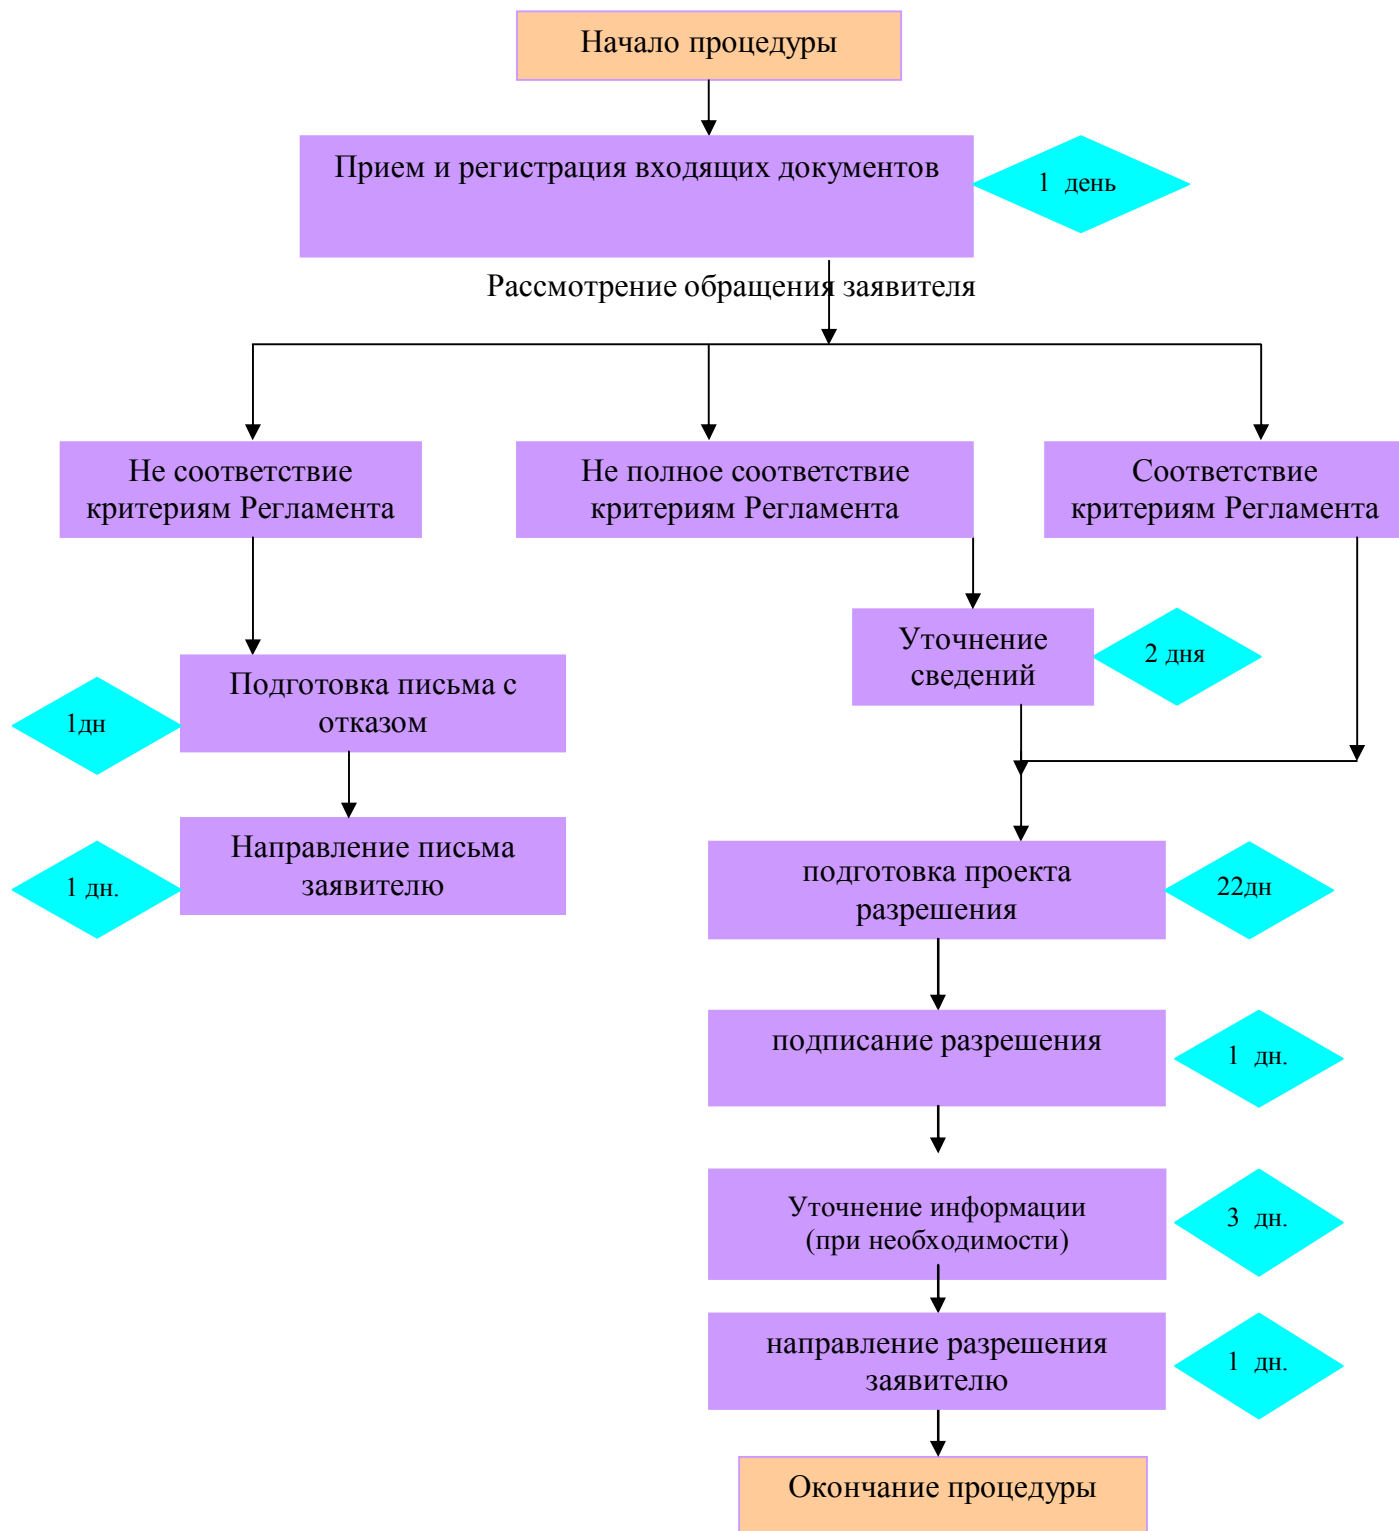 Начало процедуры
Прием и регистрация входящих документов
1 день
Рассмотрение обращения заявителя
Не соответствие
критериям Регламента
Не полное соответствие
критериям Регламента
Соответствие
критериям Регламента
Уточнение
сведений
2 дня
Подготовка письма с
отказом
1дн
Направление письма
заявителю
1 дн.
подготовка проекта
разрешения
22дн
подписание разрешения
1 дн.
Уточнение информации
(при необходимости)
3 дн.
направление разрешения
заявителю
1 дн.
Окончание процедуры